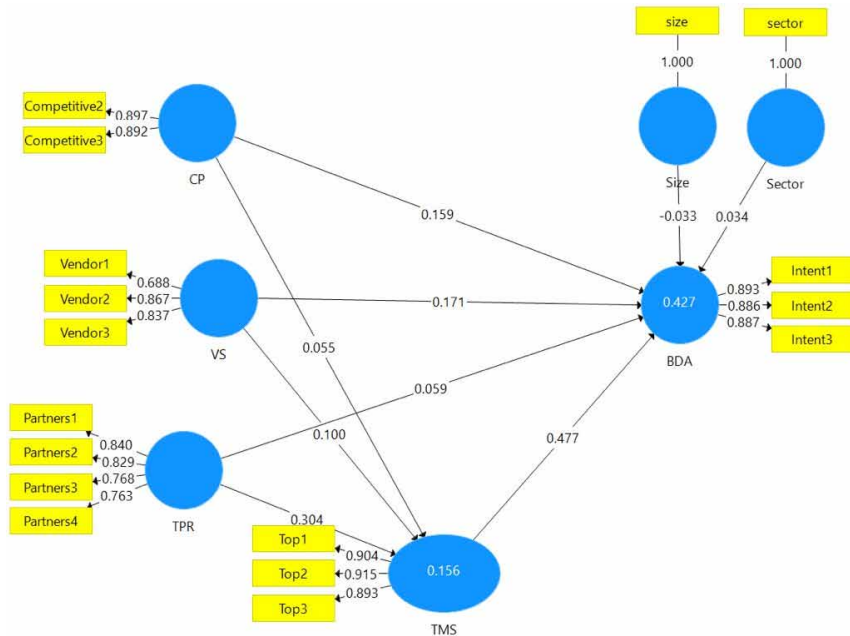 size
sector
1.000
1.000
Size
Sector
-0.033
0.034
Competitive2
Competitive3
0.897
0.892
CP
0.159
Vendor1
Vendor2
Vendor3
0.688
0.867
0.837
VS
0.171
0.055
0.427
BDA
0.893
0.886
0.887
Intent1
Intent2
Intent3
0.059
0.100
0.477
Partners1
Partners2
Partners3
Partners4
0.840
0.829
0.768
0.763
TPR
0.304
Top1
Top2
Top3
0.904
0.915
0.893
0.156
TMS